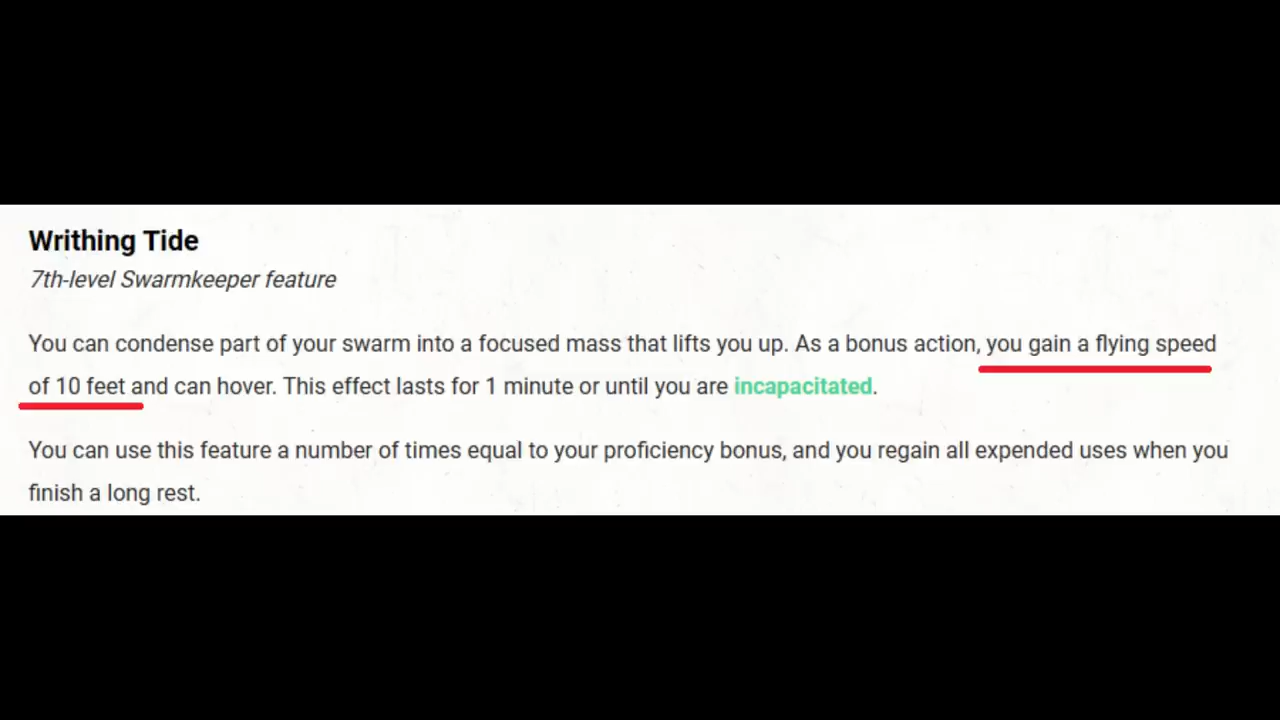 Writhing Tide
7th-level Swarmkeeper feature
You can condense part of your swarm into a focused mass that lifts you up. As a bonus action, you gain a flying speed
of 10 feet and can hover. This effect lasts for 1 minute or until you are incapacitated.
You can use this feature a number of times equal to your proficiency bonus, and you regain all expended uses when you
finish a long rest.